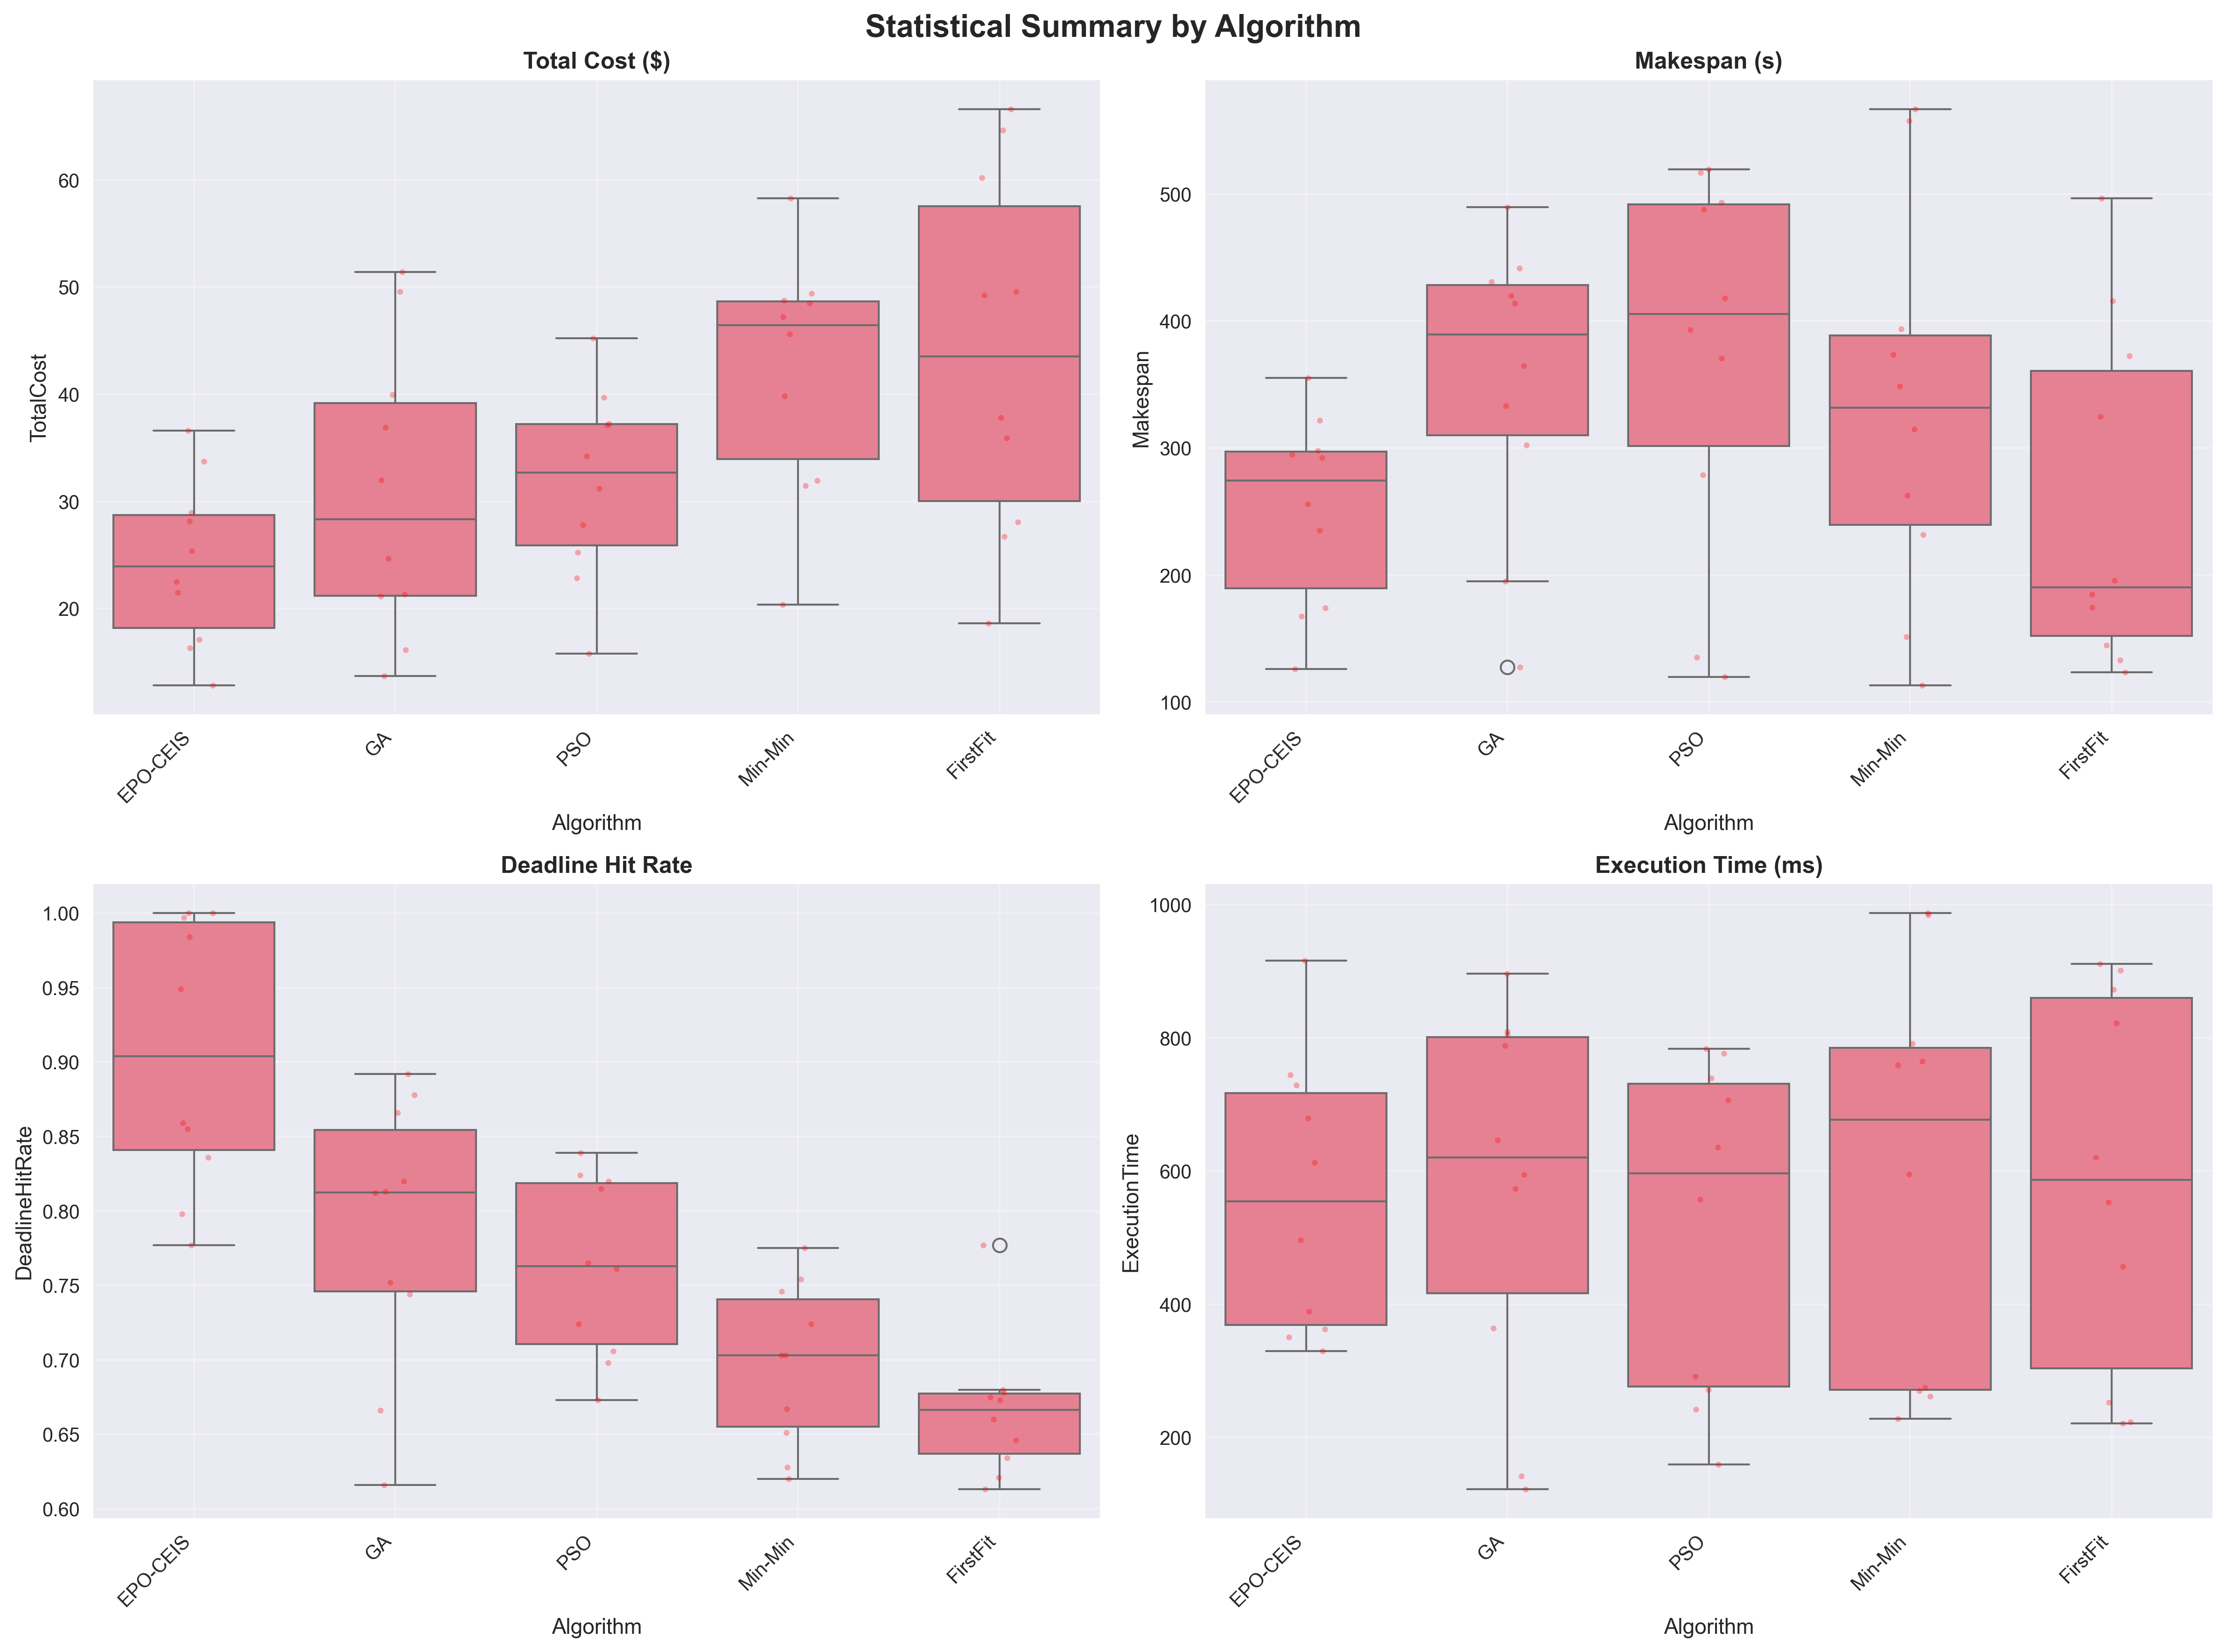 Statistical Summary by Algorithm
Total Cost ($)
TotalCost
60
50
40
30
20
EPO-CEIS
GA
PSO
Min-Min
FirstFit
Algorithm
Makespan (s)
Makespan
500
400
300
200
100
EPO-CEIS
GA
PSO
Min-Min
FirstFit
Algorithm
Deadline Hit Rate
DeadlineHitRate
1.00
0.95
0.90
0.85
0.80
0.75
0.70
0.65
0.60
EPO-CEIS
GA
PSO
Min-Min
FirstFit
Algorithm
Execution Time (ms)
ExecutionTime
1000
800
600
400
200
EPO-CEIS
GA
PSO
Min-Min
FirstFit
Algorithm